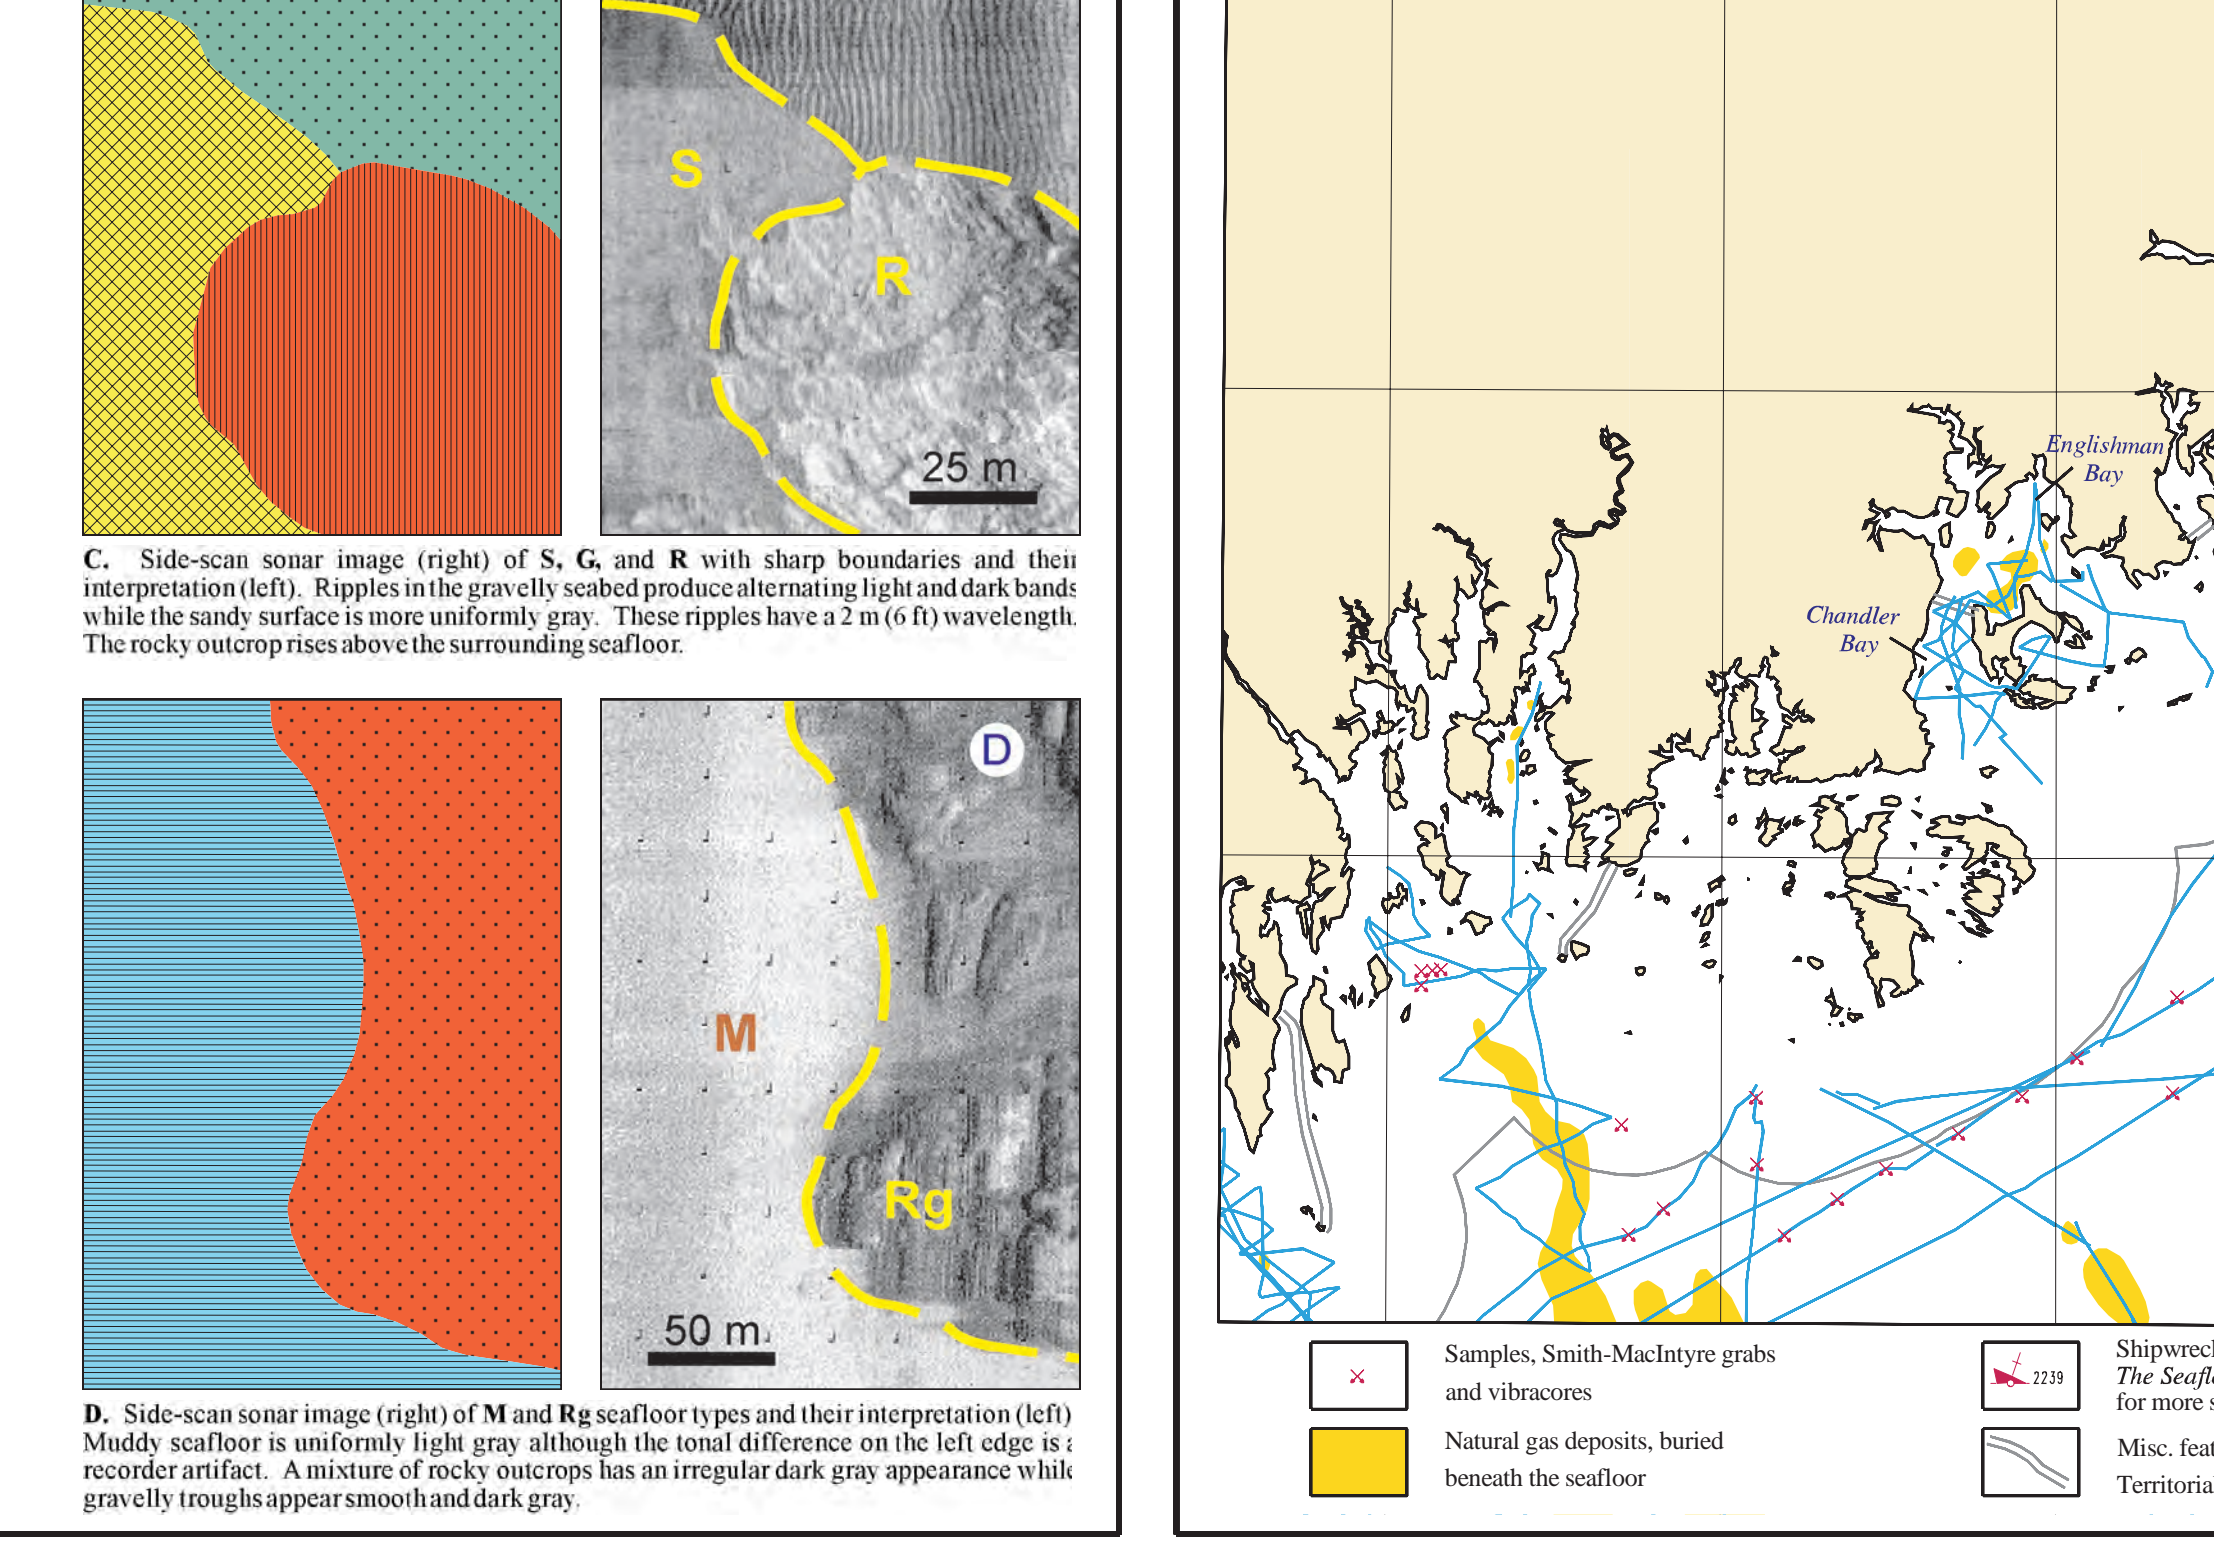 S
R
25 m
C. Side-scan sonar image (right) of S, G, and R with sharp boundaries and their
interpretation (left). Ripples in the gravelly seabed produce alternating light and dark bands
while the sandy surface is more uniformly gray. These ripples have a 2 m (6 ft) wavelength.
The rocky outcrop rises above the surrounding seafloor.
D
M
Rg
50 m
D. Side-scan sonar image (right) of M and Rg seafloor types and their interpretation (left)
Muddy seafloor is uniformly light gray although the tonal difference on the left edge is a
recorder artifact. A mixture of rocky outcrops has an irregular dark gray appearance while
gravelly troughs appear smooth and dark gray.
Englishman
Bay
Chandler
Bay
Samples, Smith-MacIntyre grabs
and vibracores
Natural gas deposits, buried
beneath the seafloor
2239
The
for more
Misc.